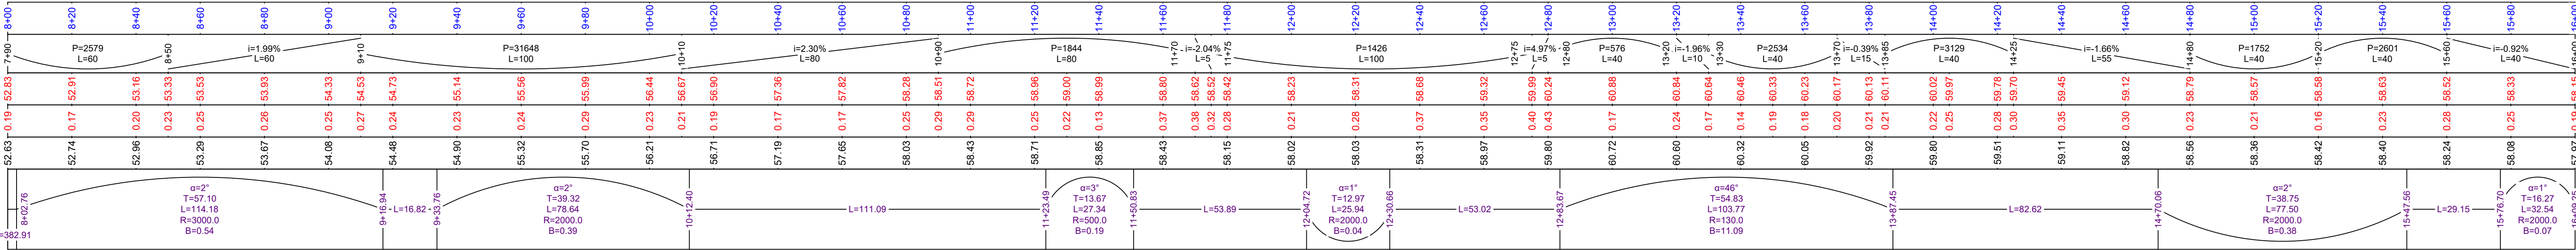 8+00 8+20 8+40 8+60 8+80 9+00 9+20 9+40 9+60 9+80 10+00 10+20 10+40 10+60 10+80 11+00 11+20 11+40 11+60 11+80 12+00 12+20 12+40 12+60 12+80 13+00 13+20 13+40 13+60 13+80 14+00 14+20 14+40 14+60 14+80 15+00 15+20 15+40 15+60 15+80 16+00
7+90 P=2579 8+50 i=1.99% 9+10 P=31648 10+10 i=2.30% 10+90 P=1844 11+70 i=-2.04% 11+75 P=1426 12+75 i=4.97% 12+80 P=576 13+20 i=-1.96% 13+30 P=2534 13+70 i=-0.39% 13+85 P=3129 14+25 i=-1.66% 14+80 P=1752 15+20 P=2601 15+60 i=-0.92% 16+00
L=60 L=60 L=100 L=80 L=80 L=5 L=100 L=5 L=40 L=10 L=40 L=15 L=40 L=55 L=40 L=40 L=40
52.83 52.91 53.16 53.33 53.53 53.93 54.33 54.53 54.73 55.14 55.56 55.99 56.44 56.67 56.90 57.36 57.82 58.28 58.51 58.72 58.96 59.00 58.99 58.80 58.62 58.52 58.42 58.23 58.31 58.68 59.32 59.99 60.24 60.88 60.84 60.64 60.46 60.33 60.23 60.17 60.13 60.11 60.02 59.97 59.78 59.70 59.45 59.12 58.79 58.57 58.58 58.63 58.52 58.33 58.15
0.19 0.17 0.20 0.23 0.25 0.26 0.25 0.27 0.24 0.23 0.24 0.29 0.23 0.21 0.19 0.17 0.17 0.25 0.29 0.29 0.25 0.22 0.13 0.37 0.38 0.32 0.28 0.21 0.28 0.37 0.35 0.40 0.43 0.17 0.24 0.17 0.14 0.19 0.18 0.20 0.21 0.21 0.22 0.25 0.28 0.30 0.35 0.30 0.23 0.21 0.16 0.23 0.28 0.25 0.19
52.63 52.74 52.96 53.29 53.67 54.08 54.48 54.90 55.32 55.70 56.21 56.71 57.19 57.65 58.03 58.43 58.71 58.85 58.43 58.15 58.02 58.03 58.31 58.97 59.80 60.72 60.60 60.32 60.05 59.92 59.80 59.51 59.11 58.82 58.56 58.36 58.42 58.40 58.24 58.08 57.97
=382.91
8+02.76
α=2°
T=57.10
L=114.18
R=3000.0
B=0.54
9+16.94
L=16.82
9+33.76
α=2°
T=39.32
L=78.64
R=2000.0
B=0.39
10+12.40
L=111.09
11+23.49
α=3°
T=13.67
L=27.34
R=500.0
B=0.19
11+50.83
L=53.89
12+04.72
α=1°
T=12.97
L=25.94
R=2000.0
B=0.04
12+30.66
L=53.02
12+83.67
α=46°
T=54.83
L=103.77
R=130.0
B=11.09
13+87.45
L=82.62
14+70.06
α=2°
T=38.75
L=77.50
R=2000.0
B=0.38
15+47.56
L=29.15
15+76.70
α=1°
T=16.27
L=32.54
R=2000.0
B=0.07
16+09.25